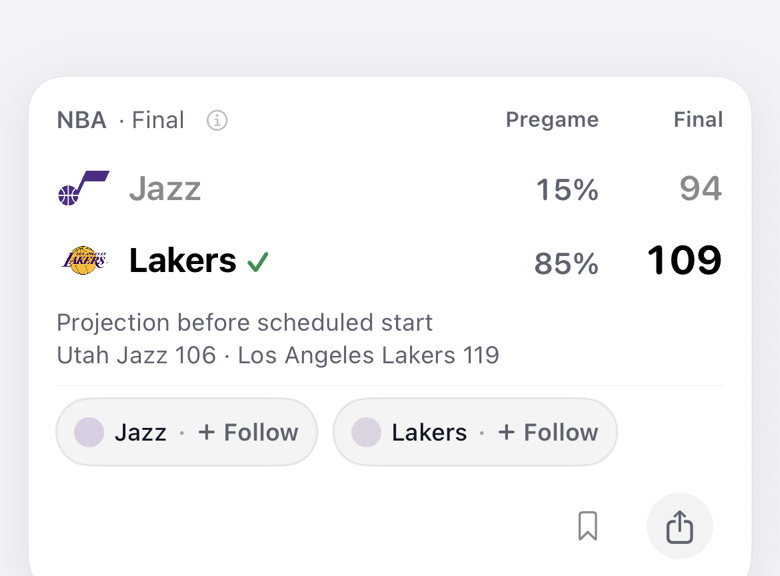 NBA · Final Pregame Final
Jazz 15% 94
LAKERS
Lakers 85% 109
Projection before scheduled start
Utah Jazz 106 · Los Angeles Lakers 119
Jazz · + Follow Lakers · + Follow